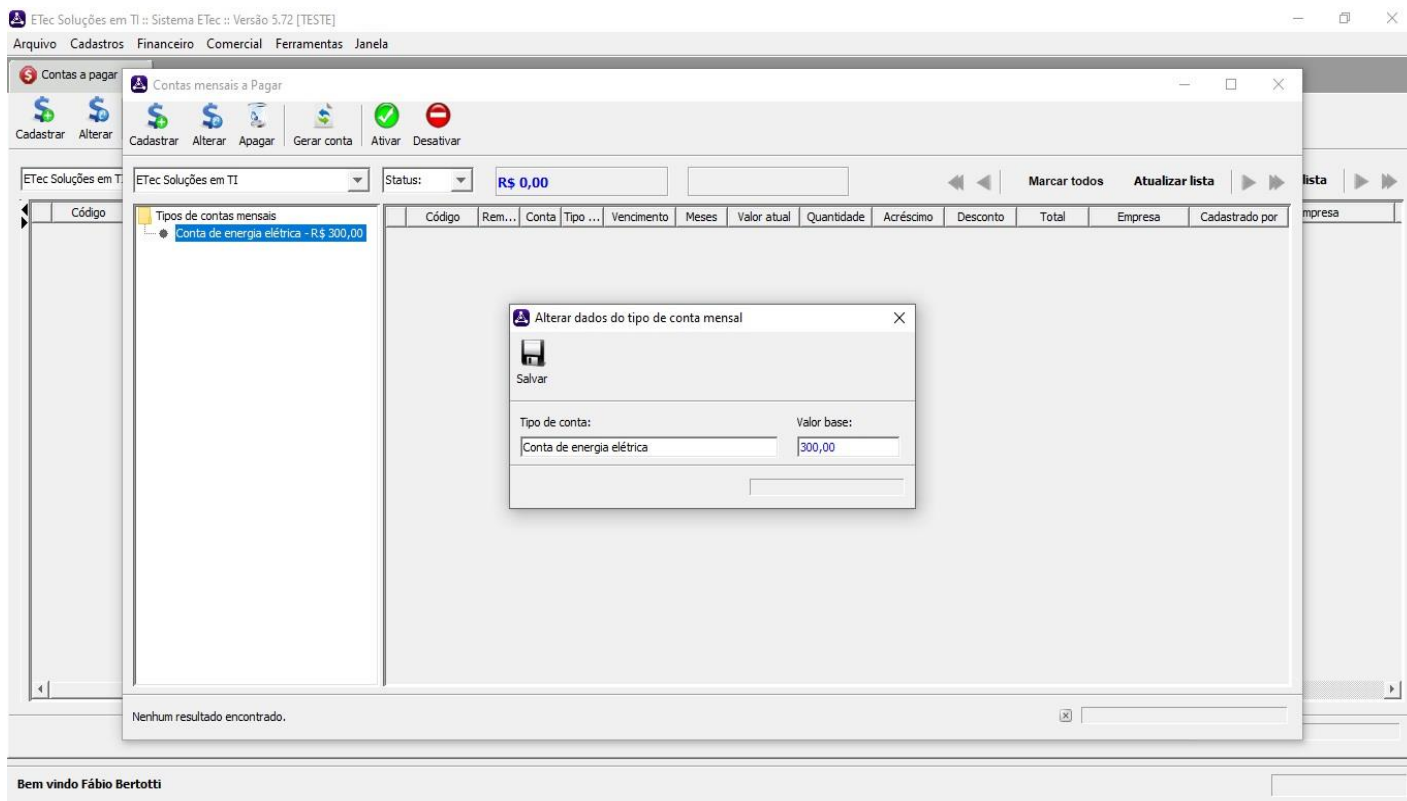 ETec Soluções em TI :: Sistema ETec :: Versão 5.72 [TESTE]
Arquivo Cadastros Financeiro Comercial Ferramentas Janela
Contas a pagar
Contas mensais a Pagar
Cadastrar Alterar
Cadastrar Alterar Apagar Gerar conta Ativar Desativar
ETec Soluções em T
ETec Soluções em TI Status: R$ 0,00 Marcar todos Atualizar lista
lista
Código
Tipos de contas mensais
Código Rem... Conta Tipo ... Vencimento Meses Valor atual Quantidade Acréscimo Desconto Total Empresa Cadastrado por
mpresa
Conta de energia elétrica - R$ 300,00
Alterar dados do tipo de conta mensal
Salvar
Tipo de conta: Valor base:
Conta de energia elétrica 300,00
Nenhum resultado encontrado.
Bem vindo Fábio Bertotti